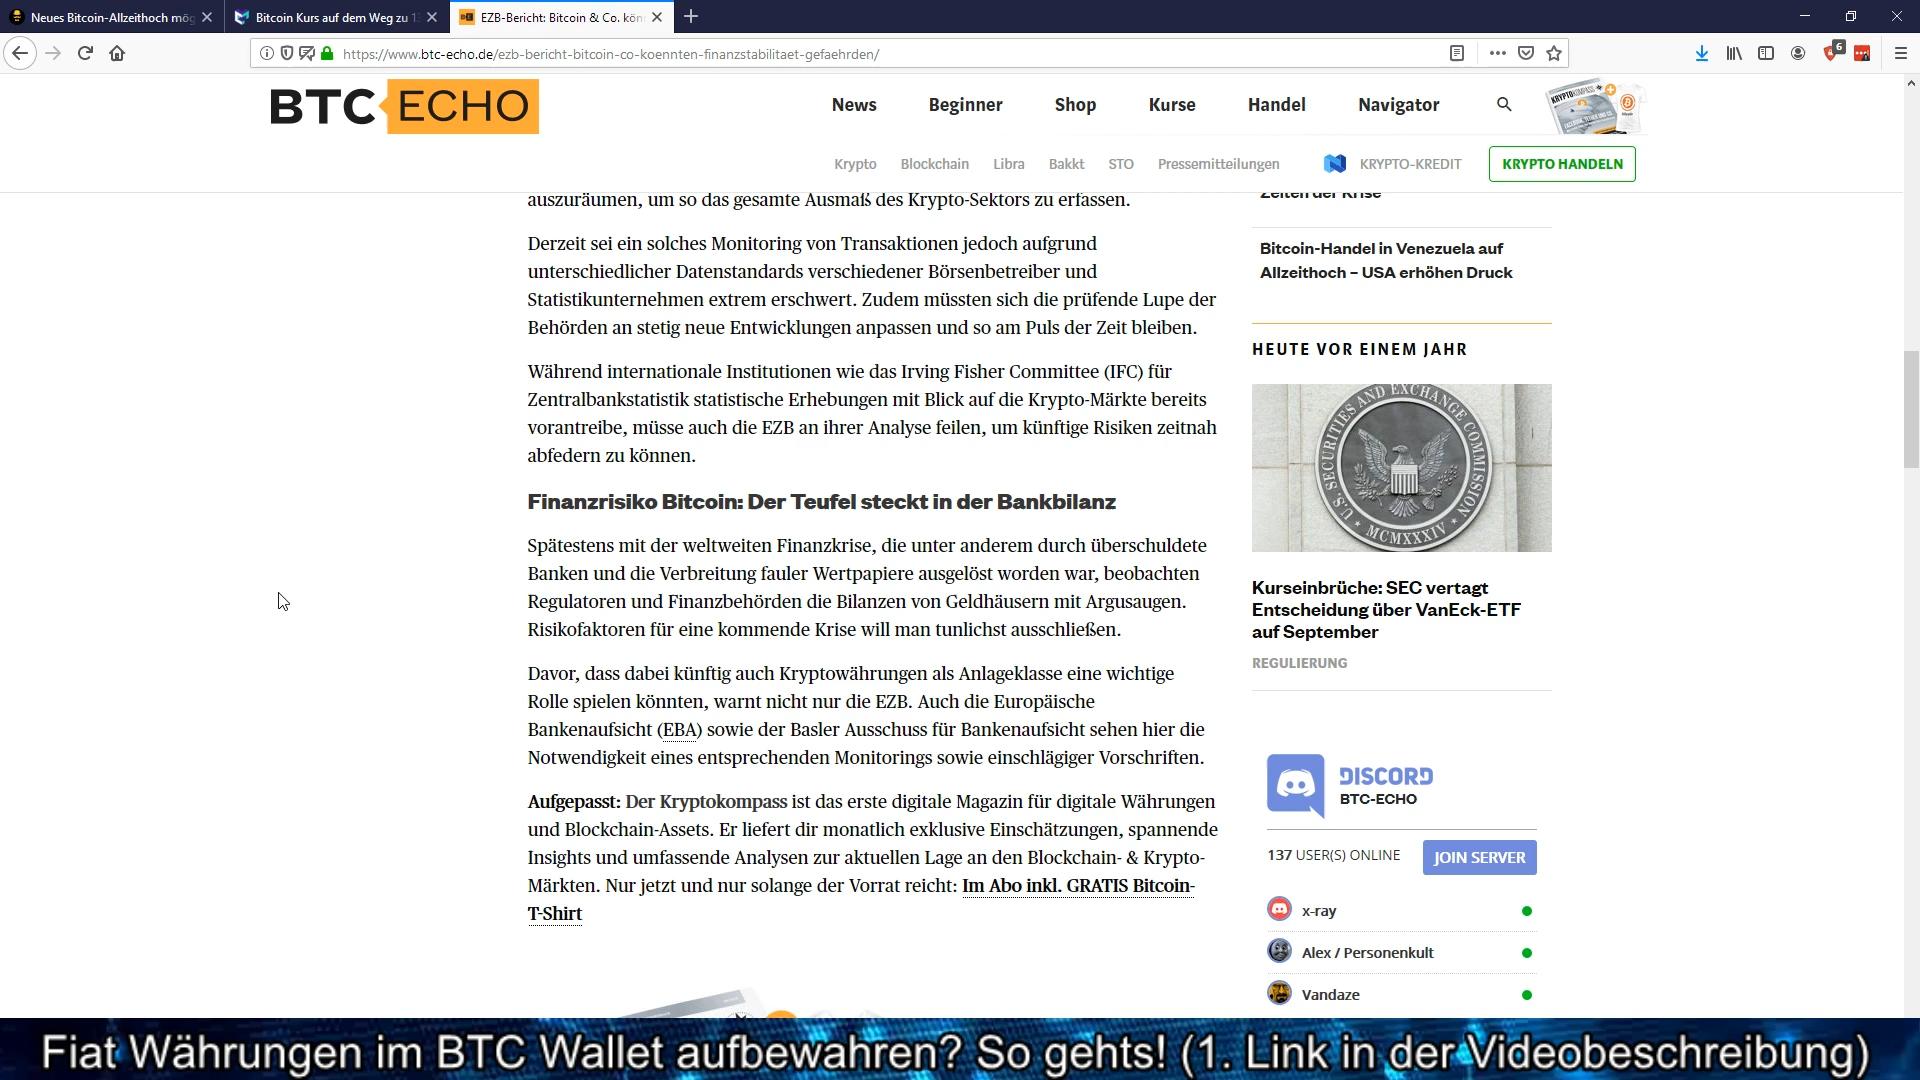 Neues Bitcoin-Allzeithoch mög
Bitcoin Kurs auf dem Weg zu 1
EZB-Bericht: Bitcoin & Co. kön
https://www.btc-echo.de/ezb-bericht-bitcoin-co-koennten-finanzstabilitaet-gefaehrden/
6
BTC ECHO
News Beginner Shop Kurse Handel Navigator
KRYPTOKOMPASS
Krypto Blockchain Libra Bakkt STO Pressemitteilungen KRYPTO-KREDIT KRYPTO HANDELN
auszuräumen, um so das gesamte Ausmaß des Krypto-Sektors zu erfassen.
Derzeit sei ein solches Monitoring von Transaktionen jedoch aufgrund
unterschiedlicher Datenstandards verschiedener Börsenbetreiber und
Statistikunternehmen extrem erschwert. Zudem müssten sich die prüfende Lupe der
Behörden an stetig neue Entwicklungen anpassen und so am Puls der Zeit bleiben.
Während internationale Institutionen wie das Irving Fisher Committee (IFC) für
Zentralbankstatistik statistische Erhebungen mit Blick auf die Krypto-Märkte bereits
vorantreibe, müsse auch die EZB an ihrer Analyse feilen, um künftige Risiken zeitnah
abfedern zu können.
Finanzrisiko Bitcoin: Der Teufel steckt in der Bankbilanz
Spätestens mit der weltweiten Finanzkrise, die unter anderem durch überschuldete
Banken und die Verbreitung fauler Wertpapiere ausgelöst worden war, beobachten
Regulatoren und Finanzbehörden die Bilanzen von Geldhäusern mit Argusaugen.
Risikofaktoren für eine kommende Krise will man tunlichst ausschließen.
Davor, dass dabei künftig auch Kryptowährungen als Anlageklasse eine wichtige
Rolle spielen könnten, warnt nicht nur die EZB. Auch die Europäische
Bankenaufsicht (EBA) sowie der Basler Ausschuss für Bankenaufsicht sehen hier die
Notwendigkeit eines entsprechenden Monitorings sowie einschlägiger Vorschriften.
Aufgepasst: Der Kryptokompass ist das erste digitale Magazin für digitale Währungen
und Blockchain-Assets. Er liefert dir monatlich exklusive Einschätzungen, spannende
Insights und umfassende Analysen zur aktuellen Lage an den Blockchain- & Krypto-
Märkten. Nur jetzt und nur solange der Vorrat reicht: Im Abo inkl. GRATIS Bitcoin-
T-Shirt
Zeiten der Krise
Bitcoin-Handel in Venezuela auf
Allzeithoch – USA erhöhen Druck
HEUTE VOR EINEM JAHR
U.S. SECURITIES AND EXCHANGE COMMISSION
MCMXXXIV
Kurseinbrüche: SEC vertagt
Entscheidung über VanEck-ETF
auf September
REGULIERUNG
DISCORD
BTC-ECHO
137 USER(S) ONLINE JOIN SERVER
x-ray
Alex / Personenkult
Vandaze
Fiat Währungen im BTC Wallet aufbewahren? So gehts! (1. Link in der Videobeschreibung)